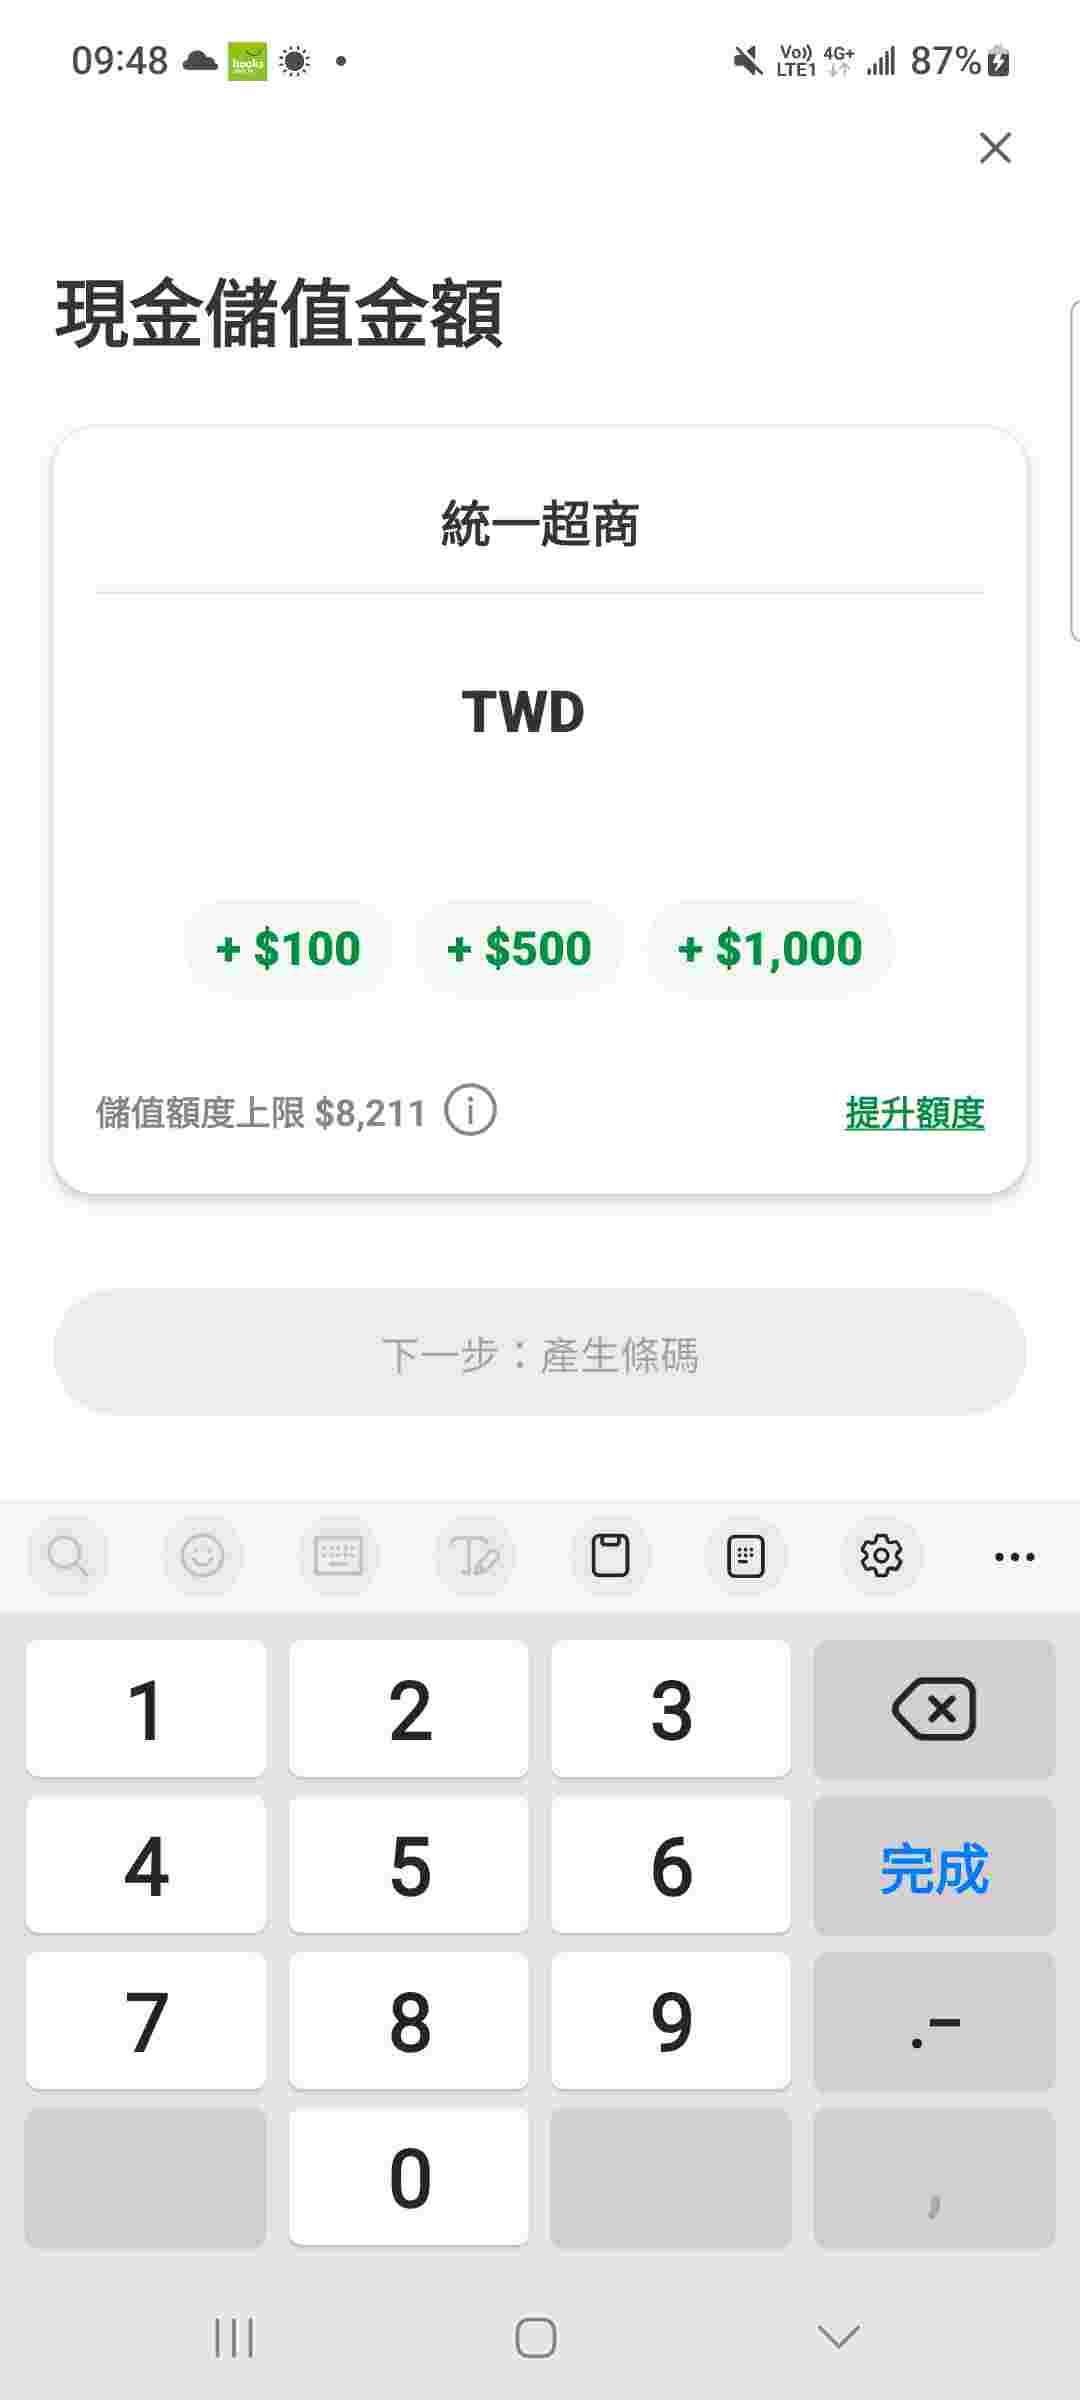 09:48
books
Vo)) 4G+ 87%
LTE1
現金儲值金額
統一超商
TWD
+ $100 + $500 + $1,000
儲值額度上限 $8,211 提升額度
下一步：產生條碼
1 2 3
4 5 6 完成
7 8 9 .-
0 ,